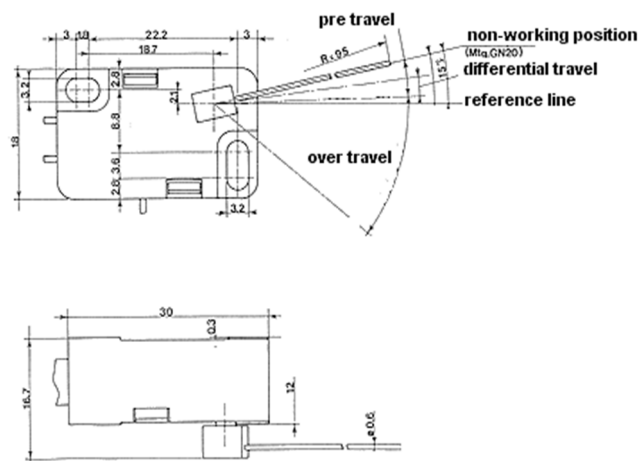 3 1.8 22.2 3
18.7
pre travel
R≤95
non-working position
(Mtg.GN20)
differential travel
15°
reference line
over travel
3.2
2.8
2.1
8.8
18
3.6
2.8
3.2
30
0.3
16.7
12
ø0.6